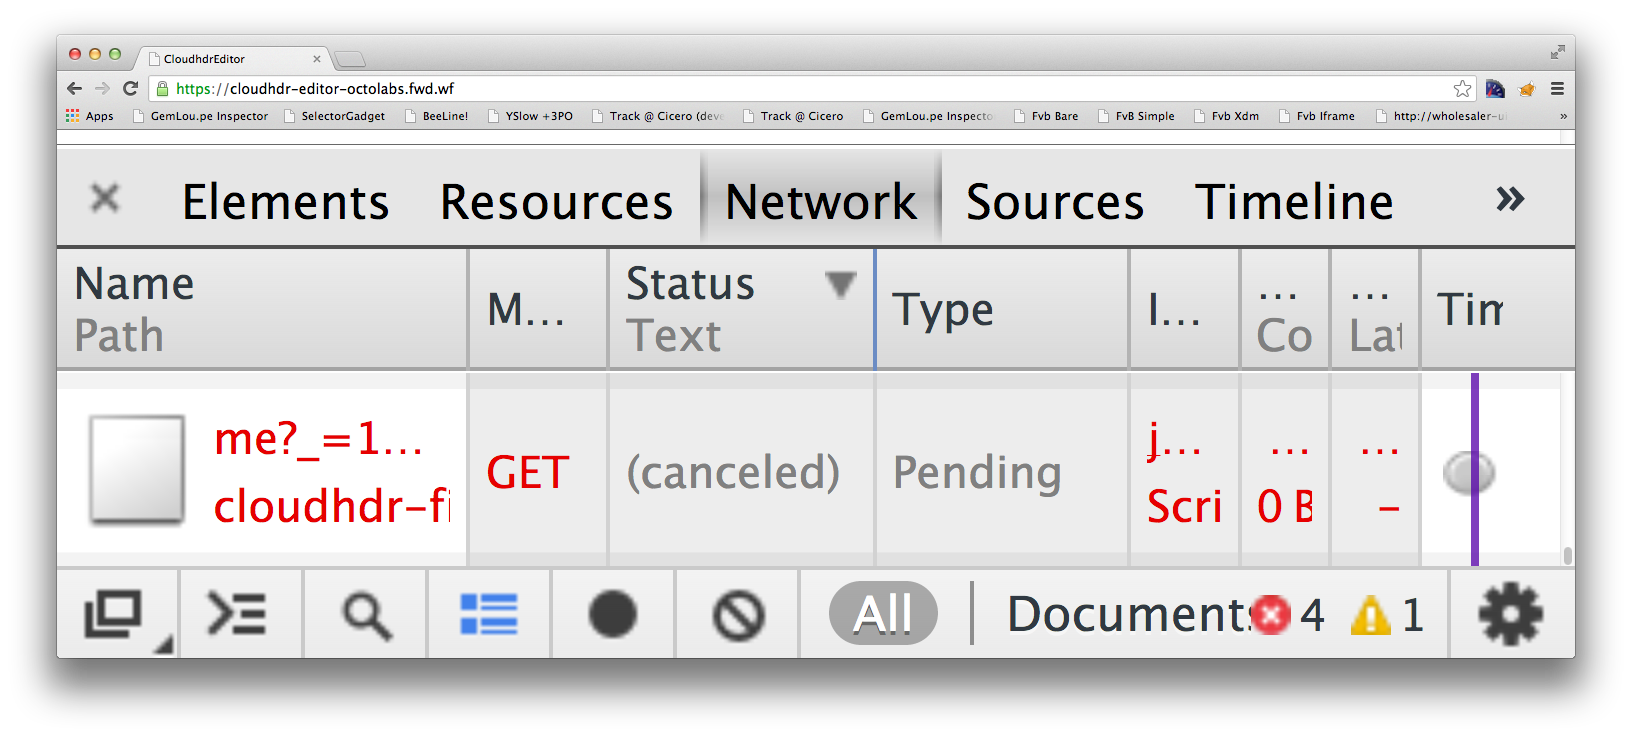 CloudhdrEditor
https://cloudhdr-editor-octolabs.fwd.wf
Apps GemLou.pe Inspector SelectorGadget BeeLine! YSlow +3PO Track @ Cicero (dev Track @ Cicero GemLou.pe Inspecto Fvb Bare FvB Simple Fvb Xdm Fvb Iframe http://wholesaler-u »
× Elements Resources Network Sources Timeline »
Name M... Status Type I... ... ... Tim
Path Text Co Lat
me?_=1... GET (canceled) Pending j... ... ...
cloudhdr-fi Scri 0 B -
All Documents 4 1